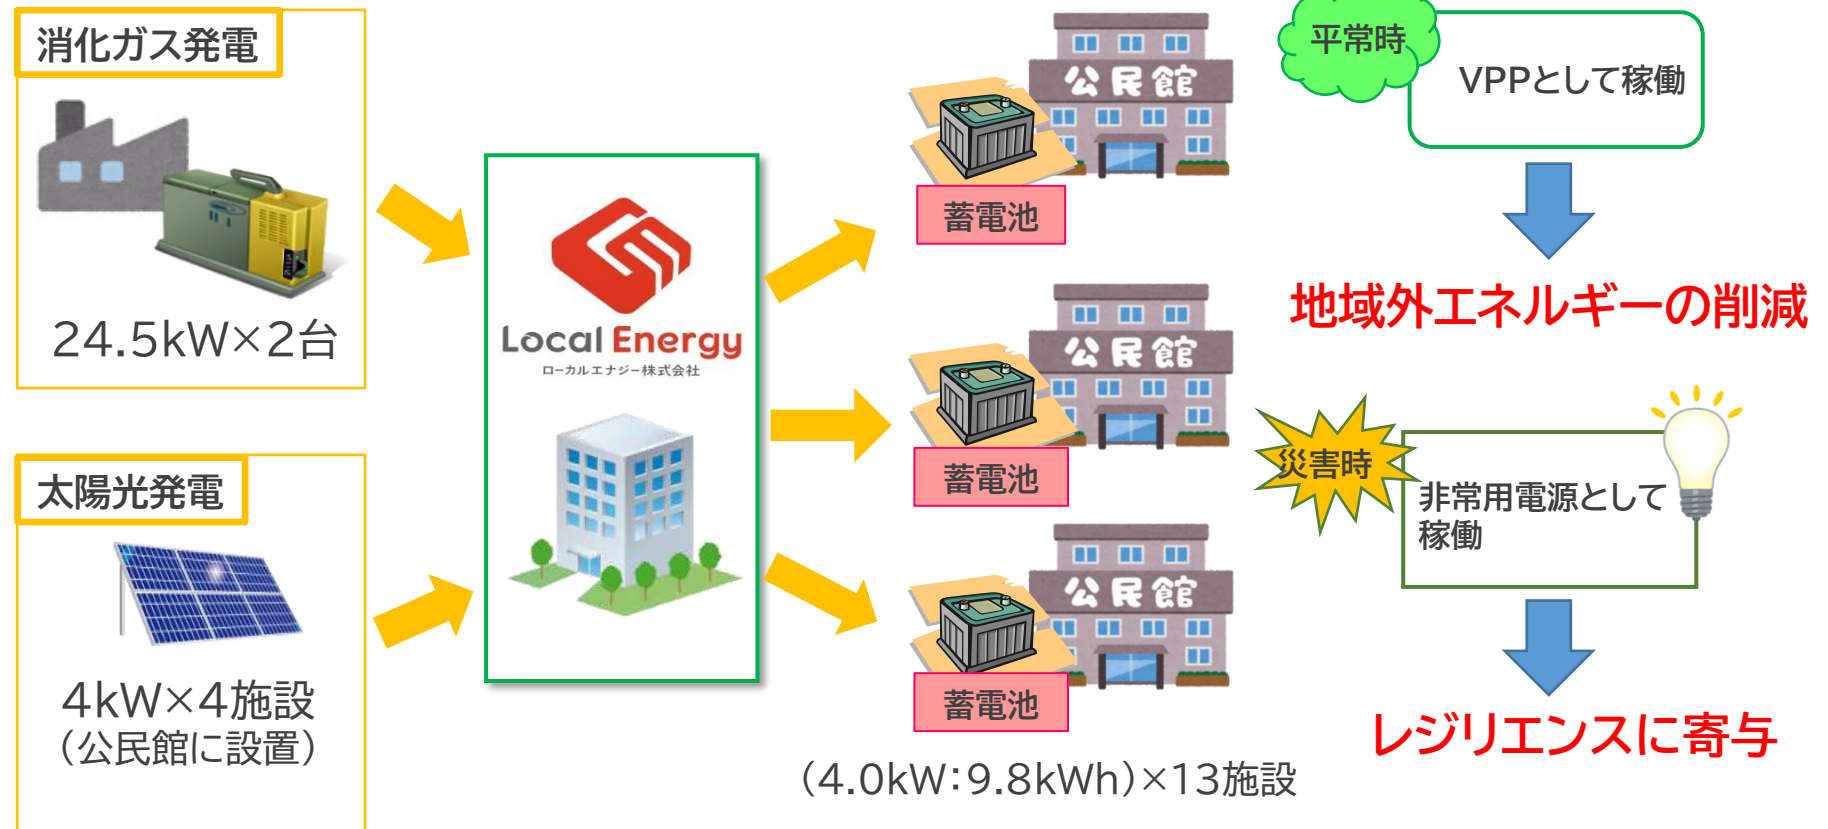 消化ガス発電
24.5kW×2台
太陽光発電
4kW×4施設
（公民館に設置）
Local Energy
ローカルエナジー株式会社
公民館
蓄電池
公民館
蓄電池
公民館
蓄電池
（4.0kW：9.8kWh）×13施設
平常時
VPPとして稼働
地域外エネルギーの削減
災害時
非常用電源として
稼働
レジリエンスに寄与